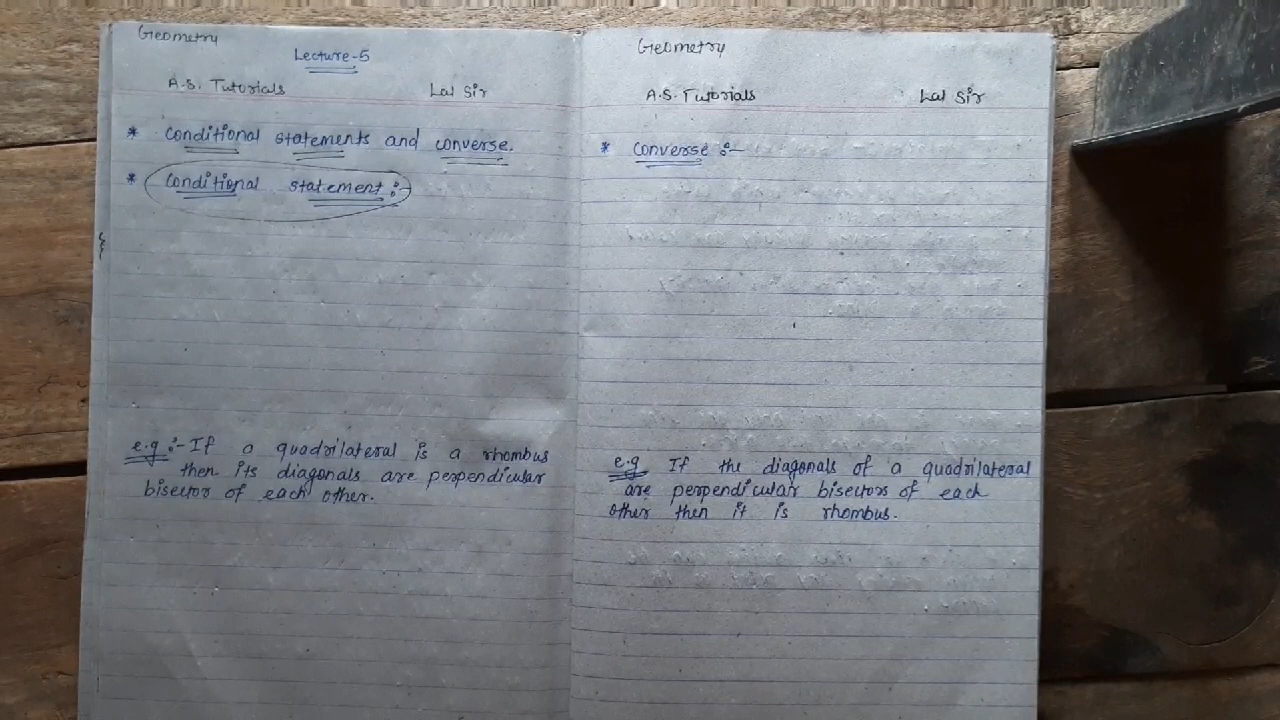 Geometry
Lecture-5
A.S. Tutorials Lal Sir
* Conditional statements and converse.
* Conditional statement :-
e.g :- If a quadrilateral is a rhombus
then its diagonals are perpendicular
bisector of each other.
Geometry
A.S. Tutorials Lal Sir
* Converse :-
e.g If the diagonals of a quadrilateral
are perpendicular bisectors of each
other then it is rhombus.